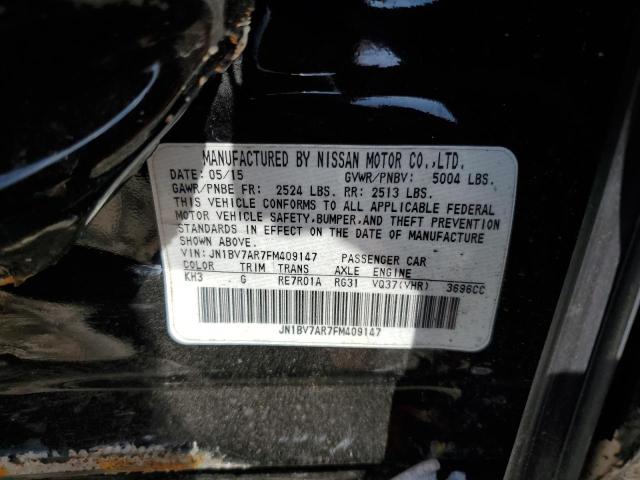 MANUFACTURED BY NISSAN MOTOR CO.,LTD.
DATE: 05/15 GVWR/PNBV: 5004 LBS.
GAWR/PNBE FR: 2524 LBS. RR: 2513 LBS.
THIS VEHICLE CONFORMS TO ALL APPLICABLE FEDERAL
MOTOR VEHICLE SAFETY,BUMPER,AND THEFT PREVENTION
STANDARDS IN EFFECT ON THE DATE OF MANUFACTURE
SHOWN ABOVE.
VIN: JN1BV7AR7FM409147 PASSENGER CAR
COLOR TRIM TRANS AXLE ENGINE
KH3 G RE7R01A RG31 VQ37(VHR) 3696CC
JN1BV7AR7FM409147